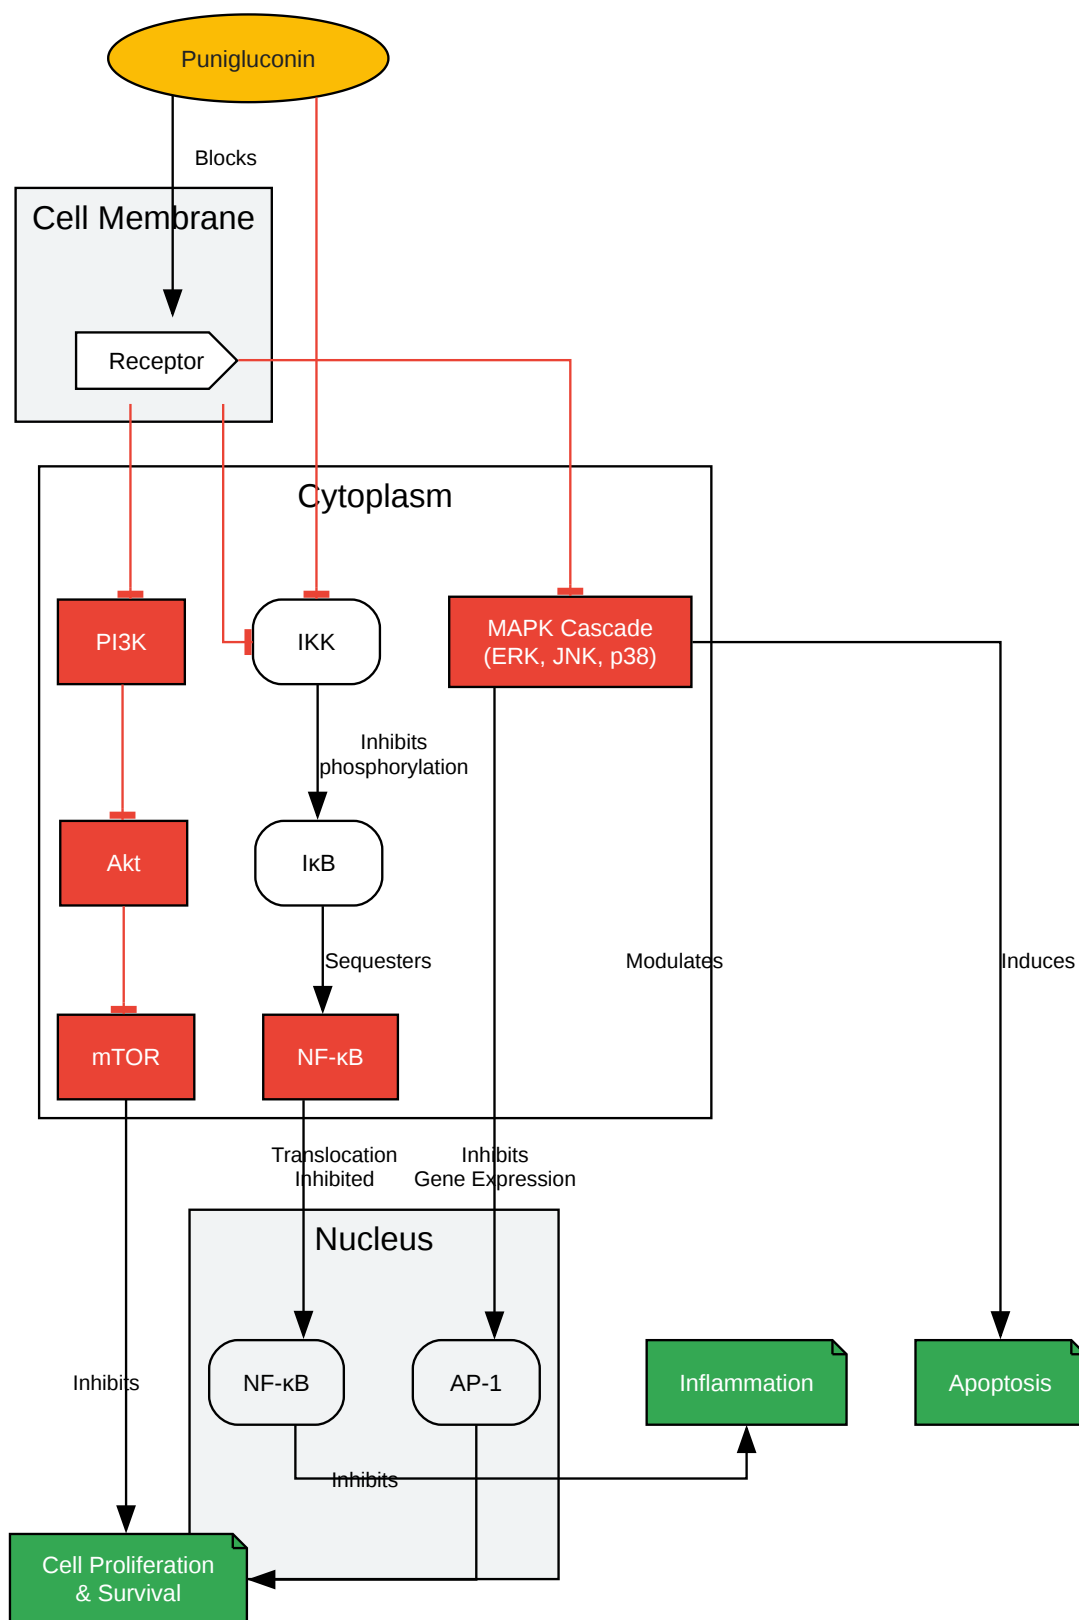 Punigluconin
Blocks
Cell Membrane
Receptor
Cytoplasm
PI3K
IKK
MAPK Cascade
(ERK, JNK, p38)
Inhibits
phosphorylation
Akt
IκB
Sequesters
Modulates
Induces
mTOR
NF-κB
Translocation
Inhibited
Inhibits
Gene Expression
Nucleus
Inhibits
NF-κB
AP-1
Inflammation
Apoptosis
Inhibits
Cell Proliferation
& Survival